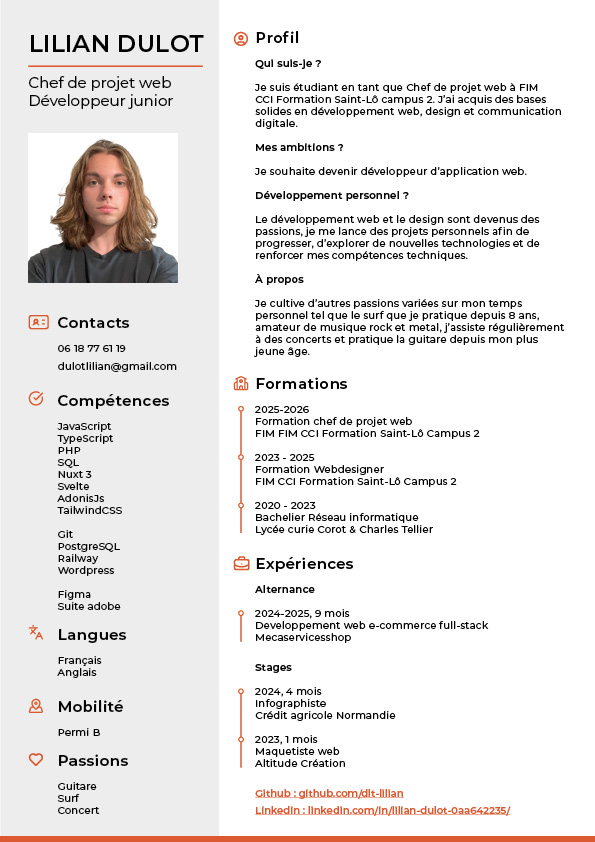 LILIAN DULOT
Chef de projet web
Développeur junior
Contacts
06 18 77 61 19
dulotlilian@gmail.com
Compétences
JavaScript
TypeScript
PHP
SQL
Nuxt 3
Svelte
AdonisJs
TailwindCSS
Git
PostgreSQL
Railway
Wordpress
Figma
Suite adobe
Langues
Français
Anglais
Mobilité
Permi B
Passions
Guitare
Surf
Concert
Profil
Qui suis-je ?
Je suis étudiant en tant que Chef de projet web à FIM
CCI Formation Saint-Lô campus 2. J'ai acquis des bases
solides en développement web, design et communication
digitale.
Mes ambitions ?
Je souhaite devenir développeur d'application web.
Développement personnel ?
Le développement web et le design sont devenus des
passions, je me lance des projets personnels afin de
progresser, d'explorer de nouvelles technologies et de
renforcer mes compétences techniques.
À propos
Je cultive d'autres passions variées sur mon temps
personnel tel que le surf que je pratique depuis 8 ans,
amateur de musique rock et metal, j'assiste régulièrement
à des concerts et pratique la guitare depuis mon plus
jeune âge.
Formations
2025-2026
Formation chef de projet web
FIM FIM CCI Formation Saint-Lô Campus 2
2023 - 2025
Formation Webdesigner
FIM CCI Formation Saint-Lô Campus 2
2020 - 2023
Bachelier Réseau informatique
Lycée curie Corot & Charles Tellier
Expériences
Alternance
2024-2025, 9 mois
Developpement web e-commerce full-stack
Mecaservicesshop
Stages
2024, 4 mois
Infographiste
Crédit agricole Normandie
2023, 1 mois
Maquetiste web
Altitude Création
Github : github.com/dlt-lilian
Linkedin : linkedin.com/in/lilian-dulot-0aa642235/